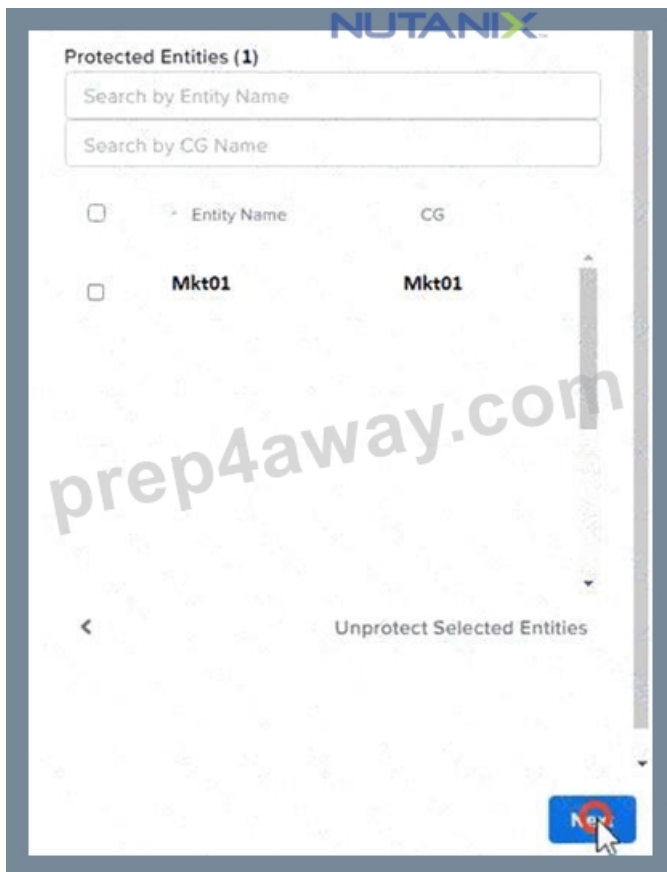 NUTANIX
Protected Entities (1)
Search by Entity Name
Search by CG Name
Entity Name CG
Mkt01 Mkt01
prep4away.com
Unprotect Selected Entities